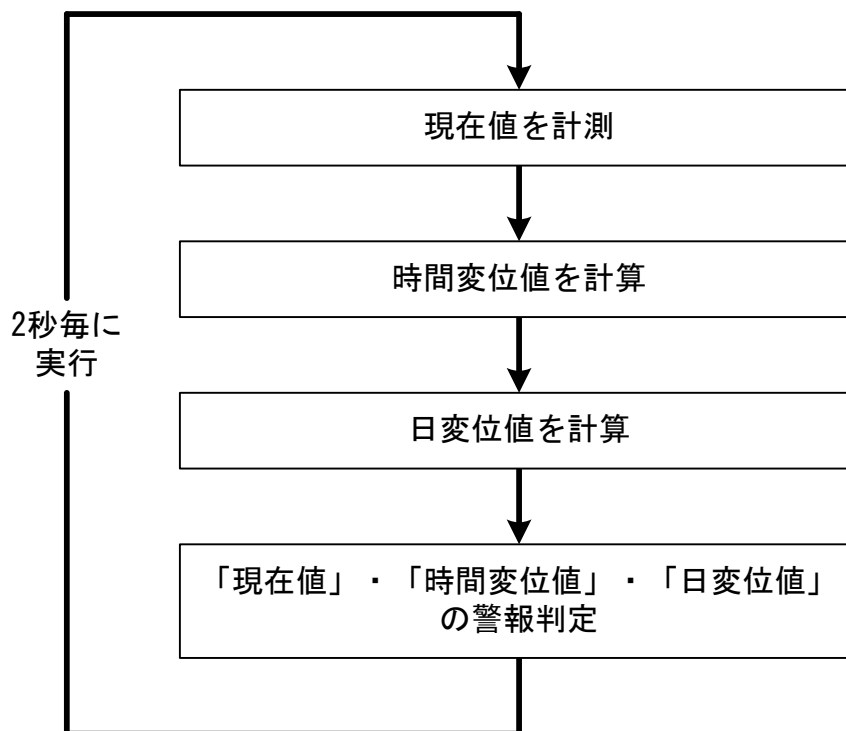 現在値を計測
時間変位値を計算
2秒毎に
実行
日変位値を計算
「現在値」・「時間変位値」・「日変位値」
の警報判定